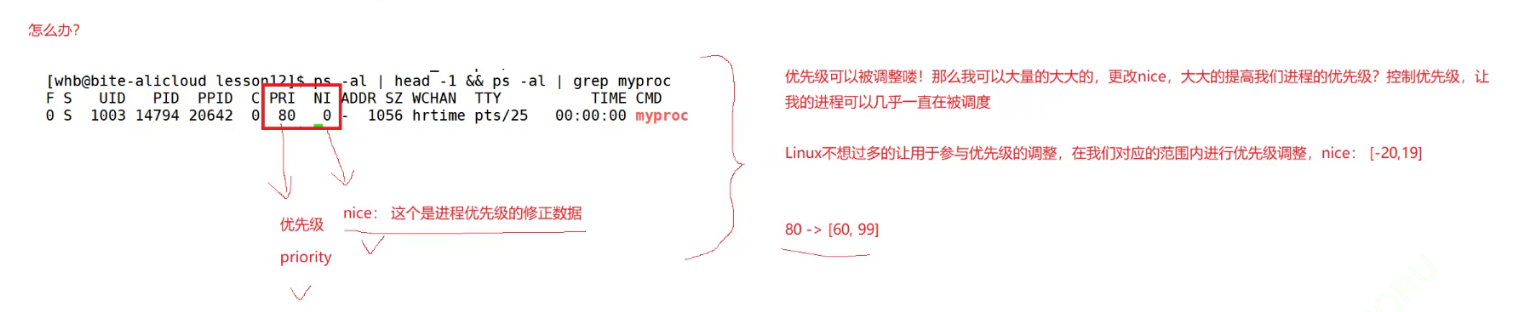 怎么办？
[whb@bite-alicloud lesson12]$ ps -al | head -1 && ps -al | grep myproc
F S   UID   PID  PPID  C PRI  NI ADDR SZ WCHAN  TTY          TIME CMD
0 S  1003 14794 20642  0  80   0 -  1056 hrtime pts/25   00:00:00 myproc
优先级
priority
nice： 这个是进程优先级的修正数据
优先级可以被调整喽！那么我可以大量的大大的，更改nice，大大的提高我们进程的优先级？控制优先级，让
我的进程可以几乎一直在被调度
Linux不想过多的让用于参与优先级的调整，在我们对应的范围内进行优先级调整，nice： [-20,19]
80 -> [60, 99]